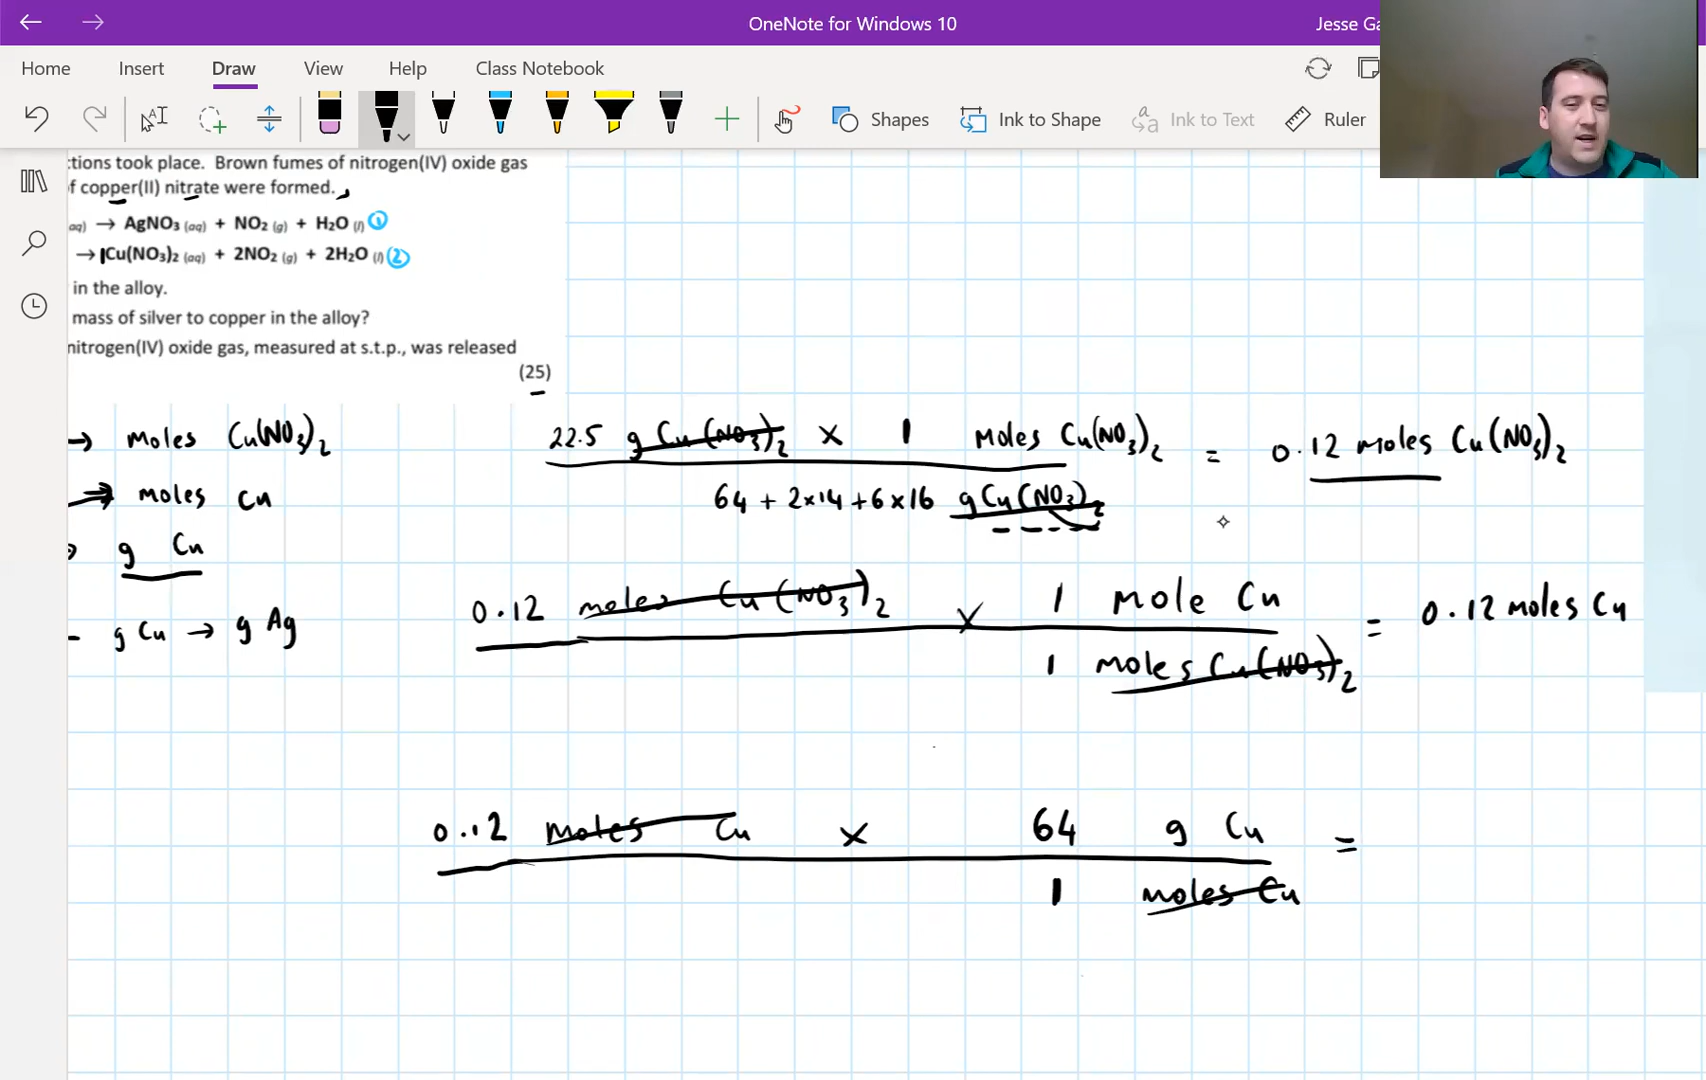 OneNote for Windows 10
Jesse Ga
Home Insert Draw View Help Class Notebook
Shapes Ink to Shape Ink to Text Ruler
tions took place. Brown fumes of nitrogen(IV) oxide gas
f copper(II) nitrate were formed.
aq) → AgNO3 (aq) + NO2 (g) + H2O (l) ①
→ 1Cu(NO3)2 (aq) + 2NO2 (g) + 2H2O (l) ②
in the alloy.
mass of silver to copper in the alloy?
nitrogen(IV) oxide gas, measured at s.t.p., was released
(25)
→ moles Cu(NO3)2
→ moles Cu
g Cu
- g Cu → g Ag
22.5 g Cu(NO3)2 x 1 Moles Cu(NO3)2 = 0.12 moles Cu(NO3)2
64 + 2x14 + 6x16 g Cu(NO3)2
0.12 moles Cu(NO3)2 x 1 mole Cu = 0.12 moles Cu
1 moles Cu(NO3)2
0.12 moles Cu x 64 g Cu =
1 moles Cu